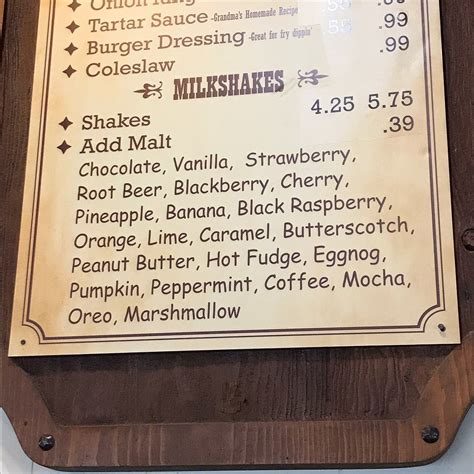 Onion
Tartar Sauce -Grandma's Homemade Recipe .55 .99
Burger Dressing -Great for fry dippin' .99
Coleslaw
MILKSHAKES
Shakes 4.25 5.75
Add Malt .39
Chocolate, Vanilla, Strawberry,
Root Beer, Blackberry, Cherry,
Pineapple, Banana, Black Raspberry,
Orange, Lime, Caramel, Butterscotch,
Peanut Butter, Hot Fudge, Eggnog,
Pumpkin, Peppermint, Coffee, Mocha,
Oreo, Marshmallow